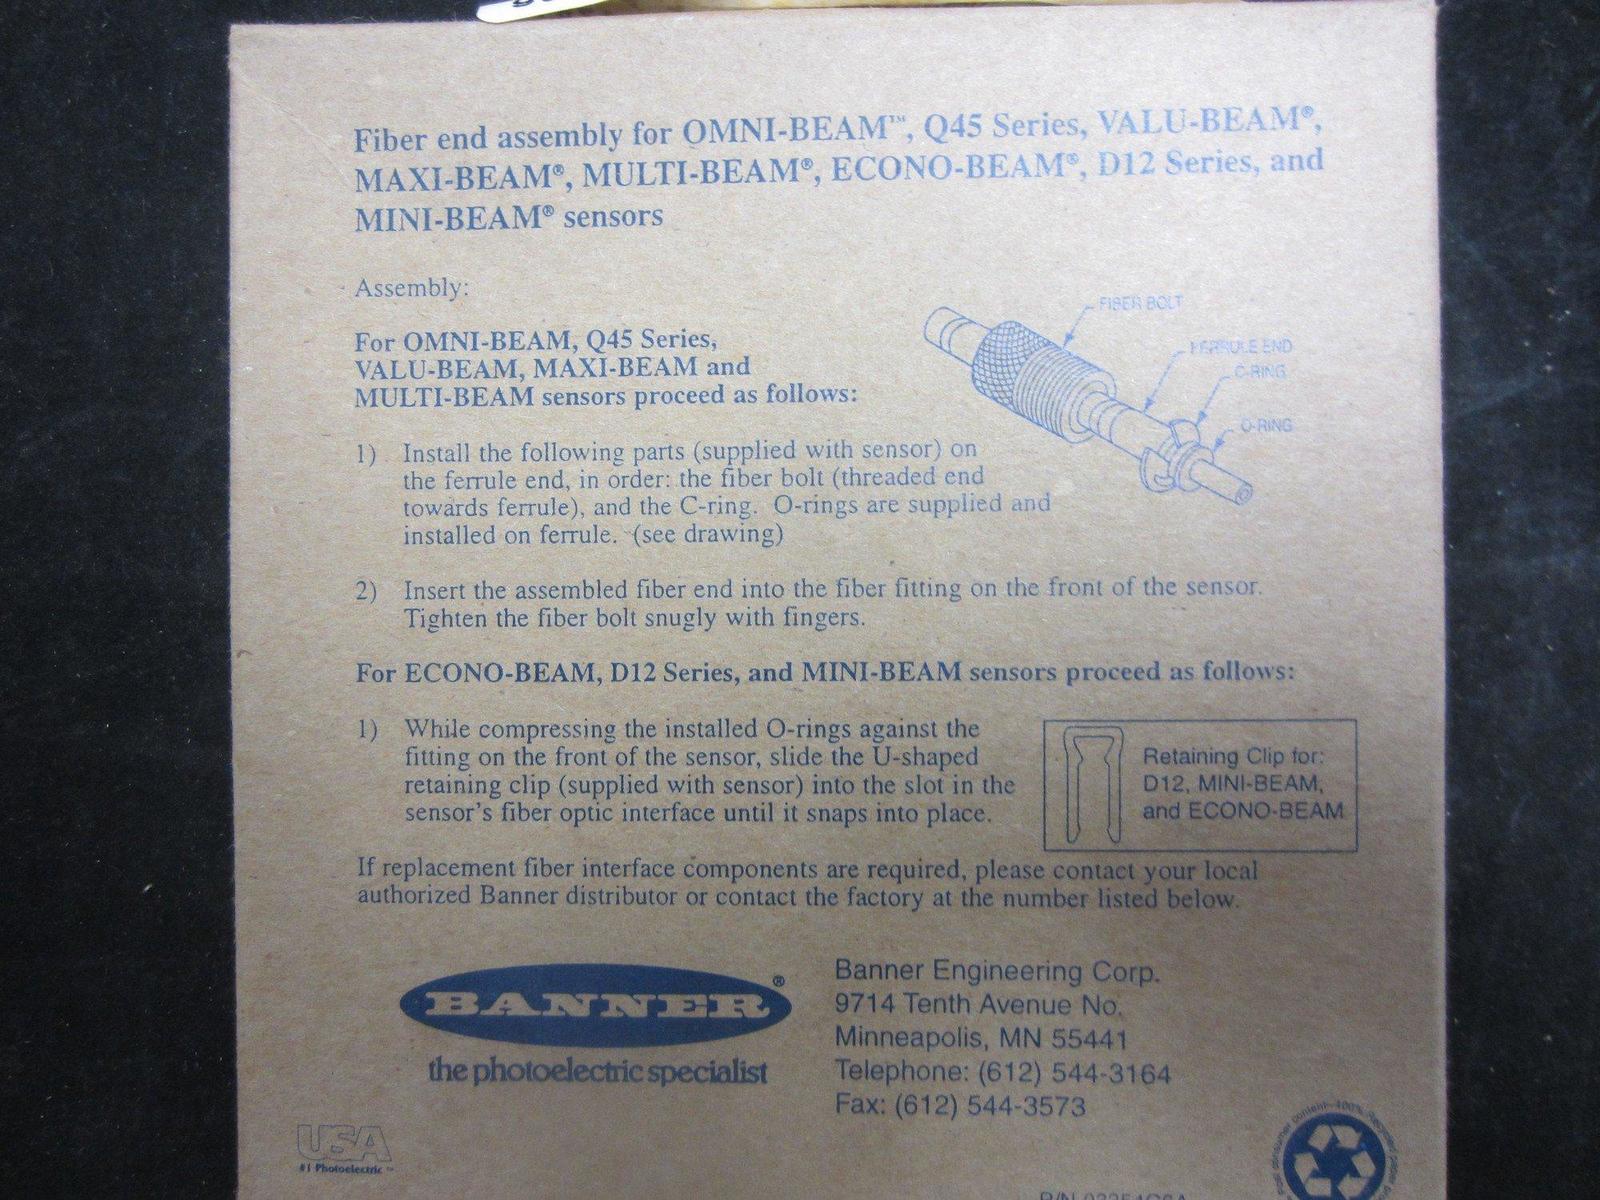 Fiber end assembly for OMNI-BEAM™, Q45 Series, VALU-BEAM®,
MAXI-BEAM®, MULTI-BEAM®, ECONO-BEAM®, D12 Series, and
MINI-BEAM® sensors
Assembly:
FIBER BOLT
FERRULE END
C-RING
O-RING
For OMNI-BEAM, Q45 Series,
VALU-BEAM, MAXI-BEAM and
MULTI-BEAM sensors proceed as follows:
1) Install the following parts (supplied with sensor) on
the ferrule end, in order: the fiber bolt (threaded end
towards ferrule), and the C-ring. O-rings are supplied and
installed on ferrule. (see drawing)
2) Insert the assembled fiber end into the fiber fitting on the front of the sensor.
Tighten the fiber bolt snugly with fingers.
For ECONO-BEAM, D12 Series, and MINI-BEAM sensors proceed as follows:
1) While compressing the installed O-rings against the
fitting on the front of the sensor, slide the U-shaped
retaining clip (supplied with sensor) into the slot in the
sensor's fiber optic interface until it snaps into place.
Retaining Clip for:
D12, MINI-BEAM,
and ECONO-BEAM
If replacement fiber interface components are required, please contact your local
authorized Banner distributor or contact the factory at the number listed below.
BANNER®
the photoelectric specialist
Banner Engineering Corp.
9714 Tenth Avenue No.
Minneapolis, MN 55441
Telephone: (612) 544-3164
Fax: (612) 544-3573
USA
#1 Photoelectric™
consumer content--100% Recycled paper
P/N